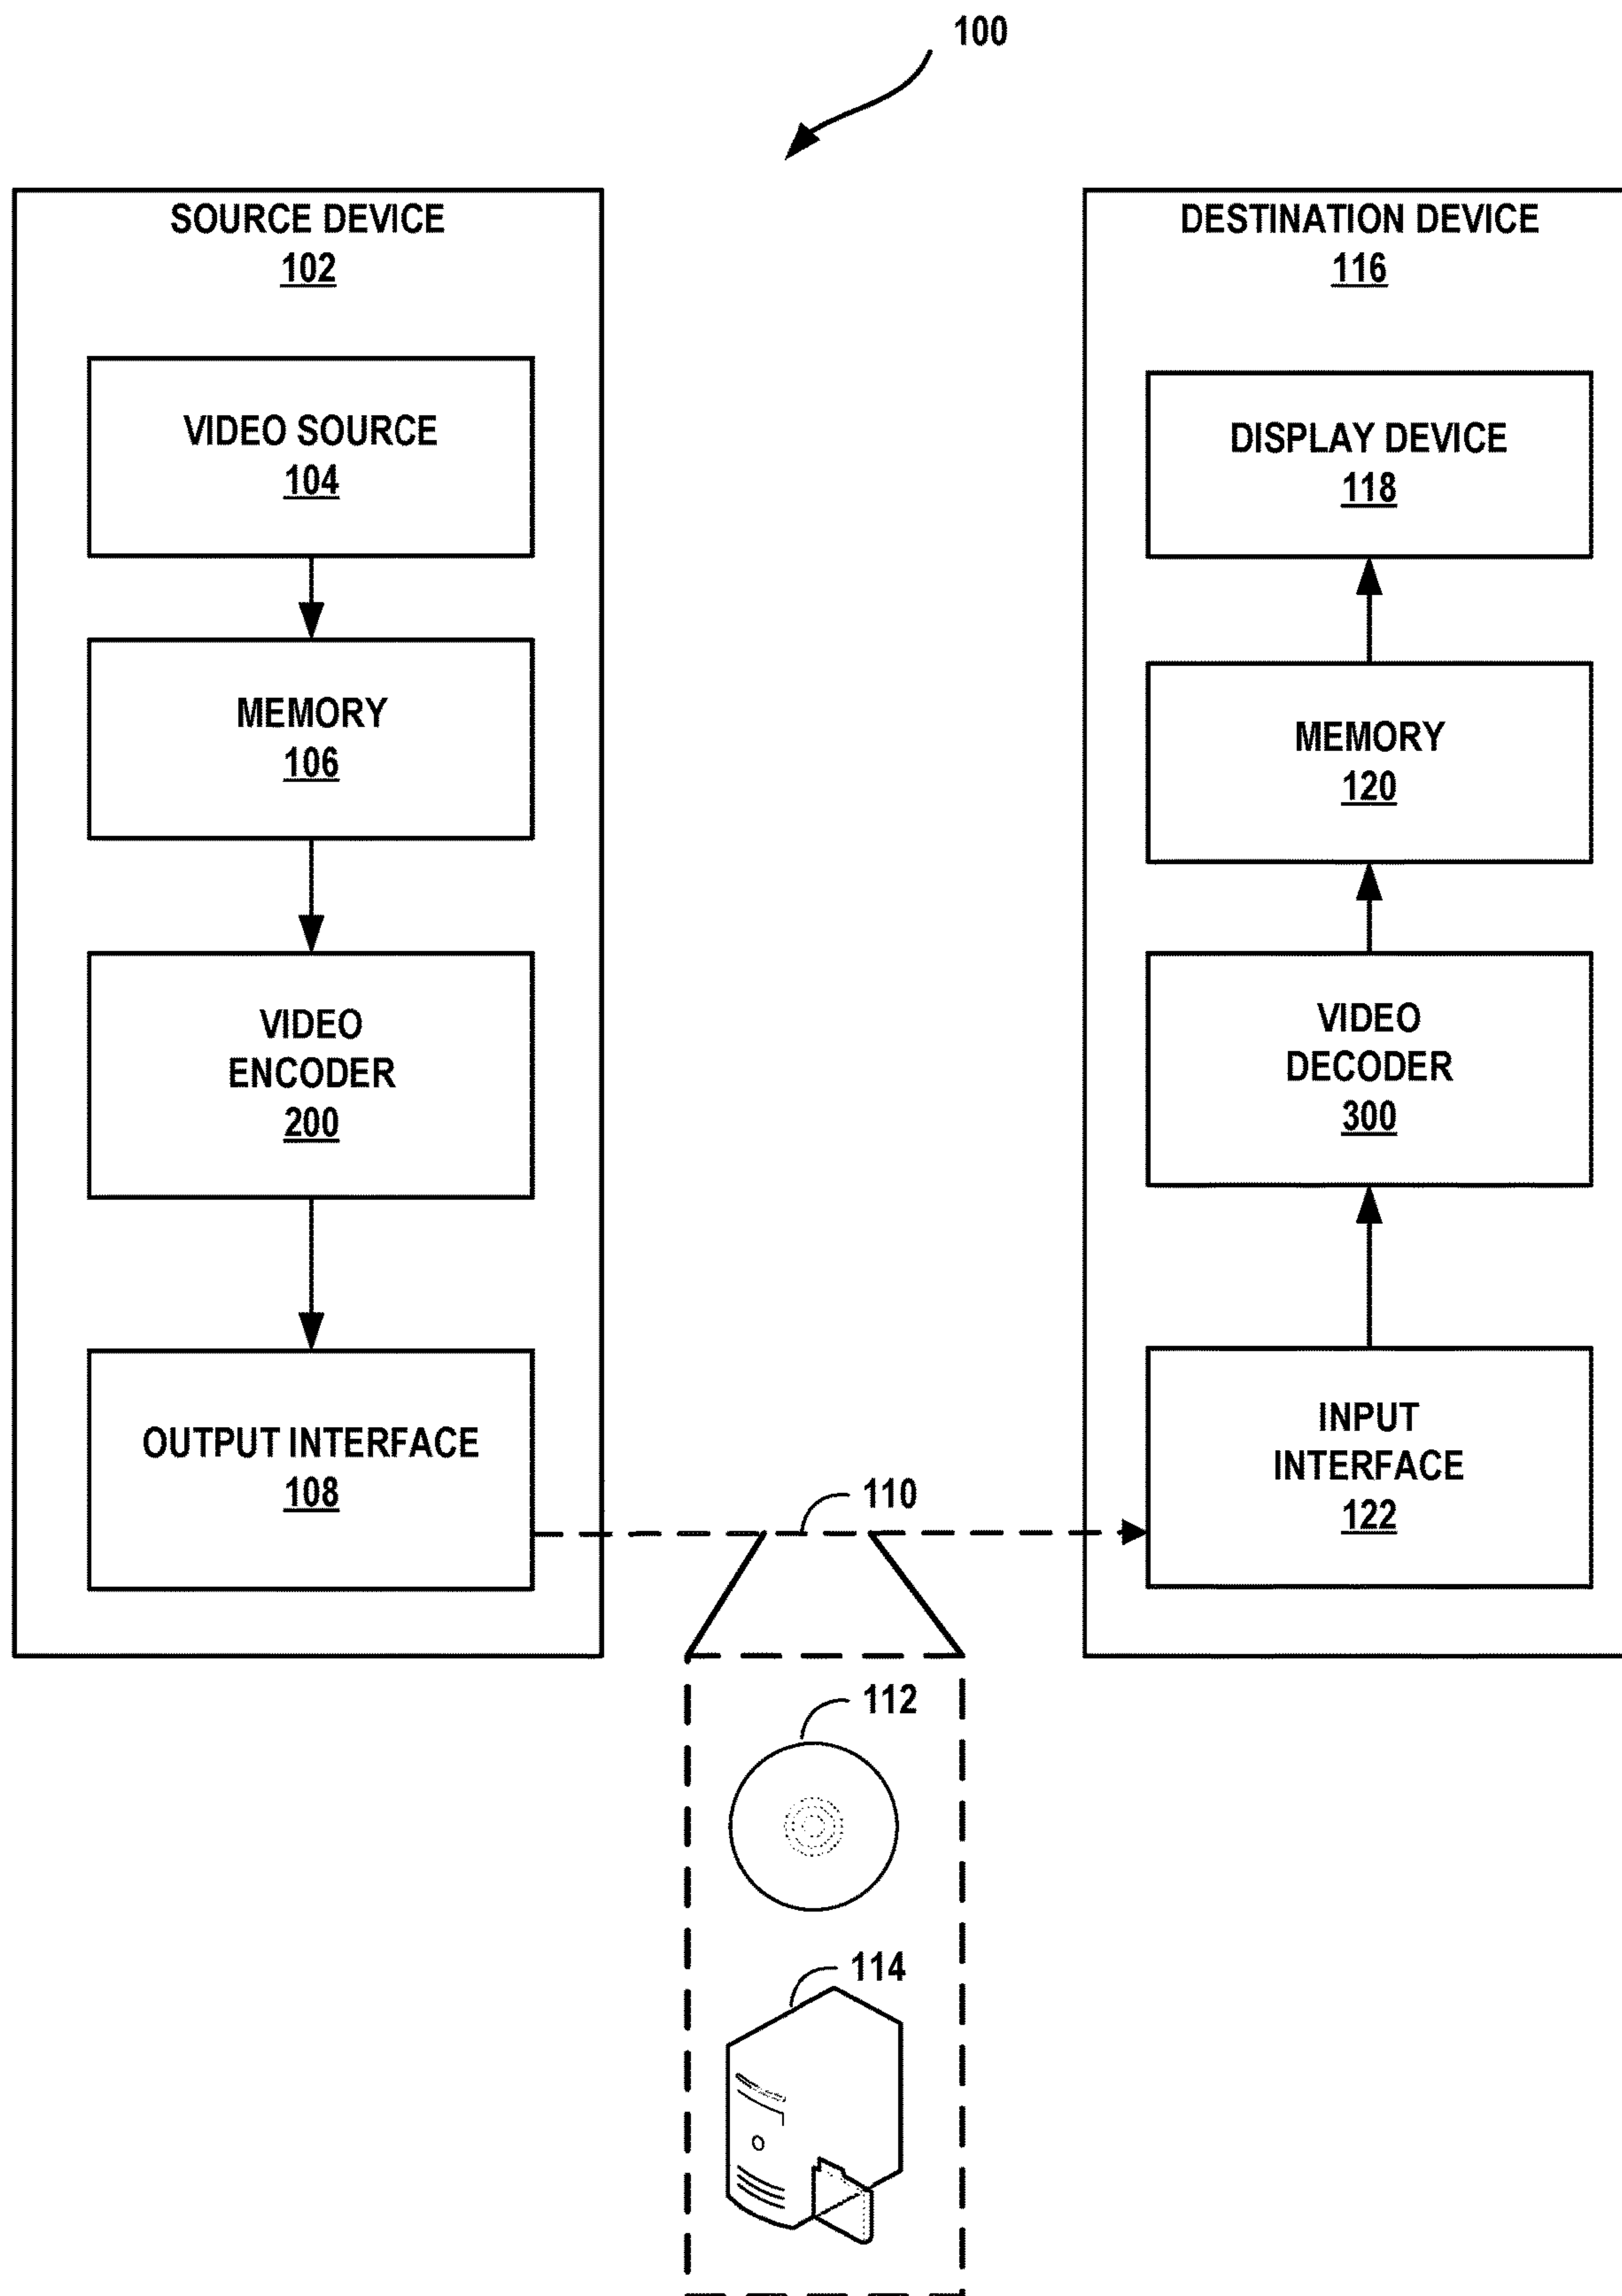 100
SOURCE DEVICE
102
VIDEO SOURCE
104
MEMORY
106
VIDEO
ENCODER
200
OUTPUT INTERFACE
108
110
112
114
DESTINATION DEVICE
116
DISPLAY DEVICE
118
MEMORY
120
VIDEO
DECODER
300
INPUT
INTERFACE
122